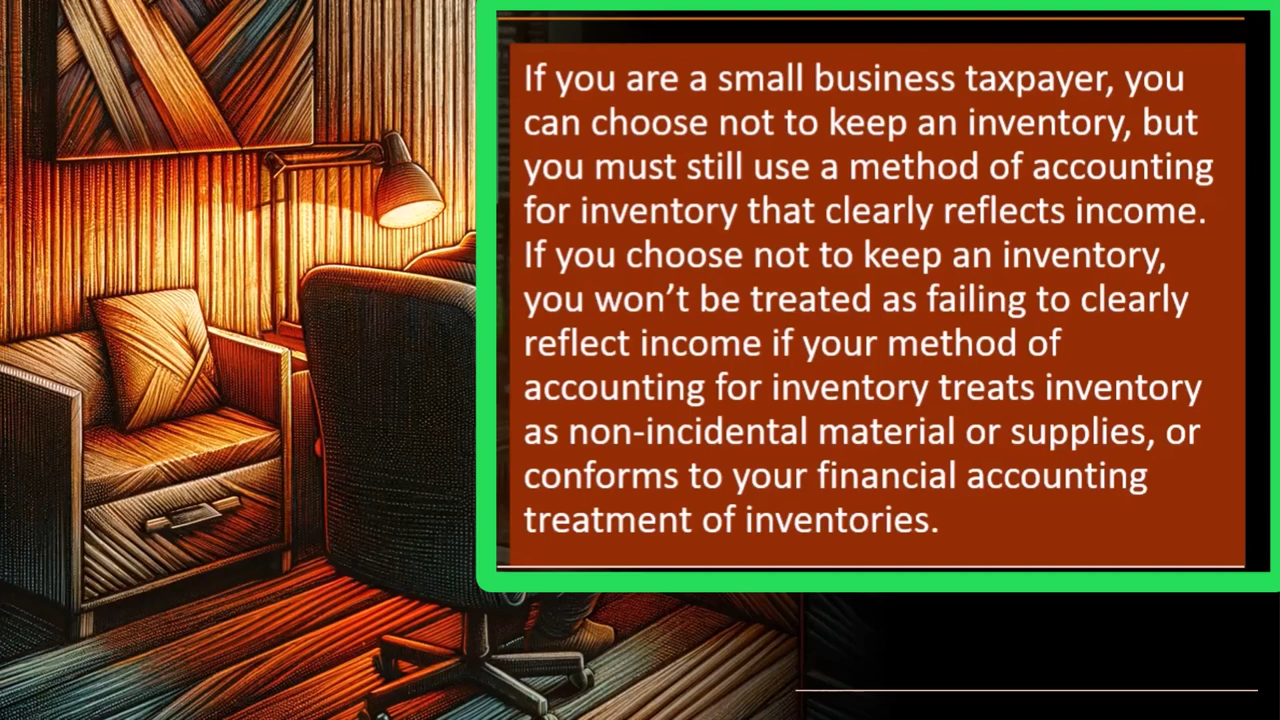 If you are a small business taxpayer, you
can choose not to keep an inventory, but
you must still use a method of accounting
for inventory that clearly reflects income.
If you choose not to keep an inventory,
you won’t be treated as failing to clearly
reflect income if your method of
accounting for inventory treats inventory
as non-incidental material or supplies, or
conforms to your financial accounting
treatment of inventories.